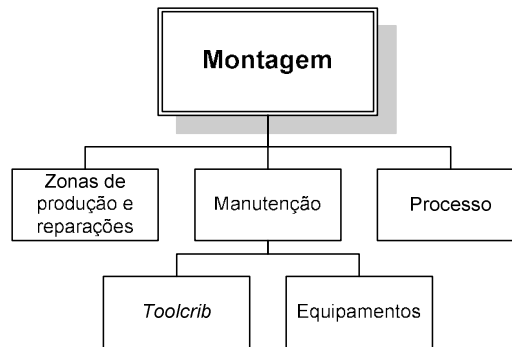 Montagem
Zonas de
produção e
reparações
Manutenção
Processo
Toolcrib
Equipamentos